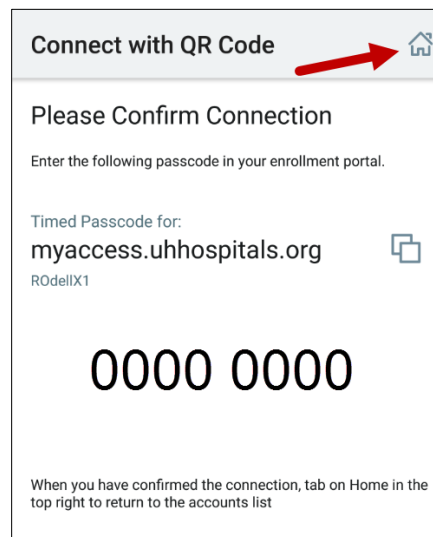 Connect with QR Code
Please Confirm Connection
Enter the following passcode in your enrollment portal.
Timed Passcode for:
myaccess.uhhospitals.org
ROdellX1
0000 0000
When you have confirmed the connection, tab on Home in the
top right to return to the accounts list